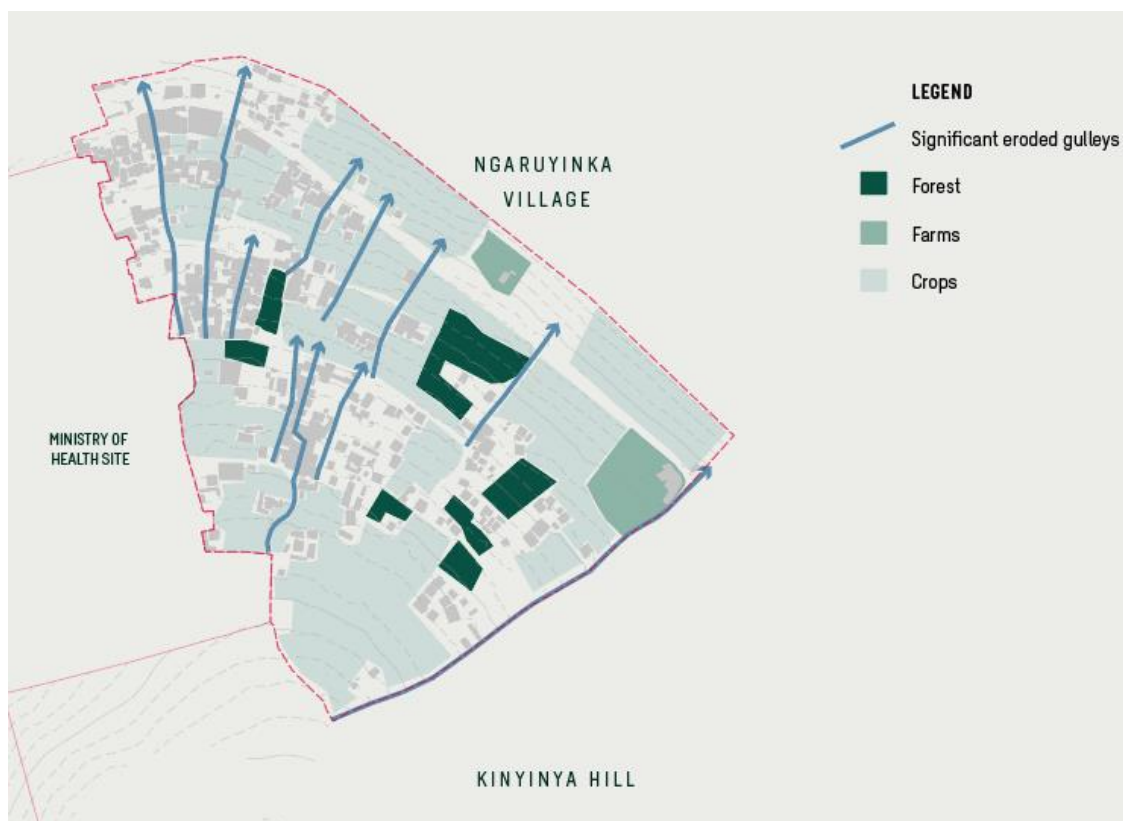 LEGEND
Significant eroded gulleys
Forest
Farms
Crops
NGARUYINKA
VILLAGE
MINISTRY OF
HEALTH SITE
KINYINYA HILL